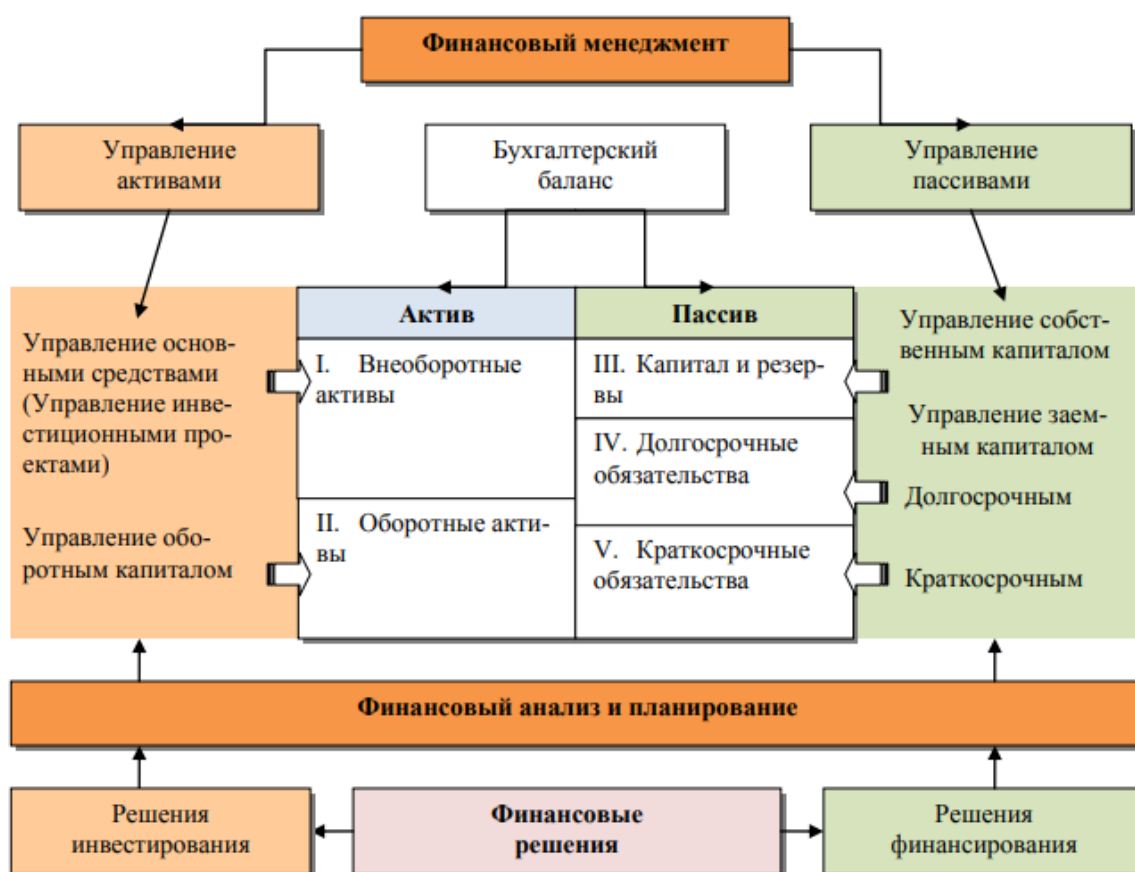 Финансовый менеджмент
Управление
активами
Бухгалтерский
баланс
Управление
пассивами
Управление основ-
ными средствами
(Управление инве-
стиционными про-
ектами)
Управление обо-
ротным капиталом
Актив
Пассив
I. Внеоборотные
активы
II. Оборотные акти-
вы
III. Капитал и резер-
вы
IV. Долгосрочные
обязательства
V. Краткосрочные
обязательства
Управление собст-
венным капиталом
Управление заем-
ным капиталом
Долгосрочным
Краткосрочным
Финансовый анализ и планирование
Решения
инвестирования
Финансовые
решения
Решения
финансирования